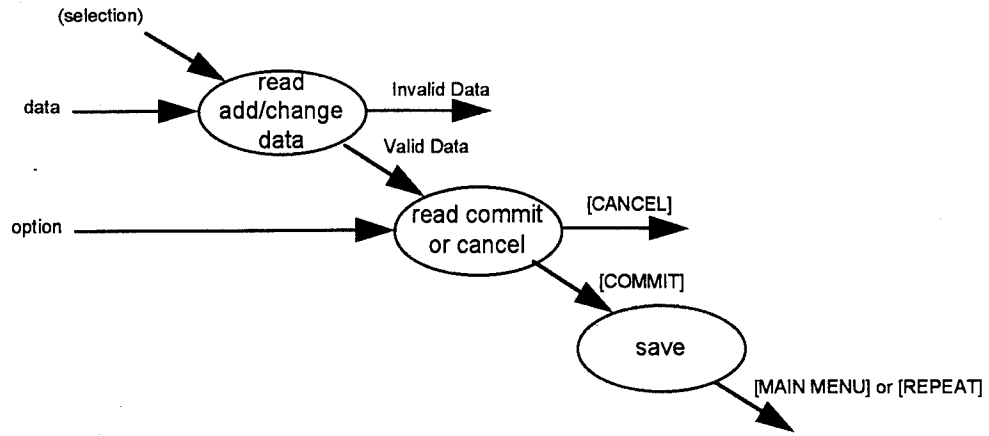 (selection)
read
add/change
data
data
Invalid Data
Valid Data
option
read commit
or cancel
[CANCEL]
[COMMIT]
save
[MAIN MENU] or [REPEAT]